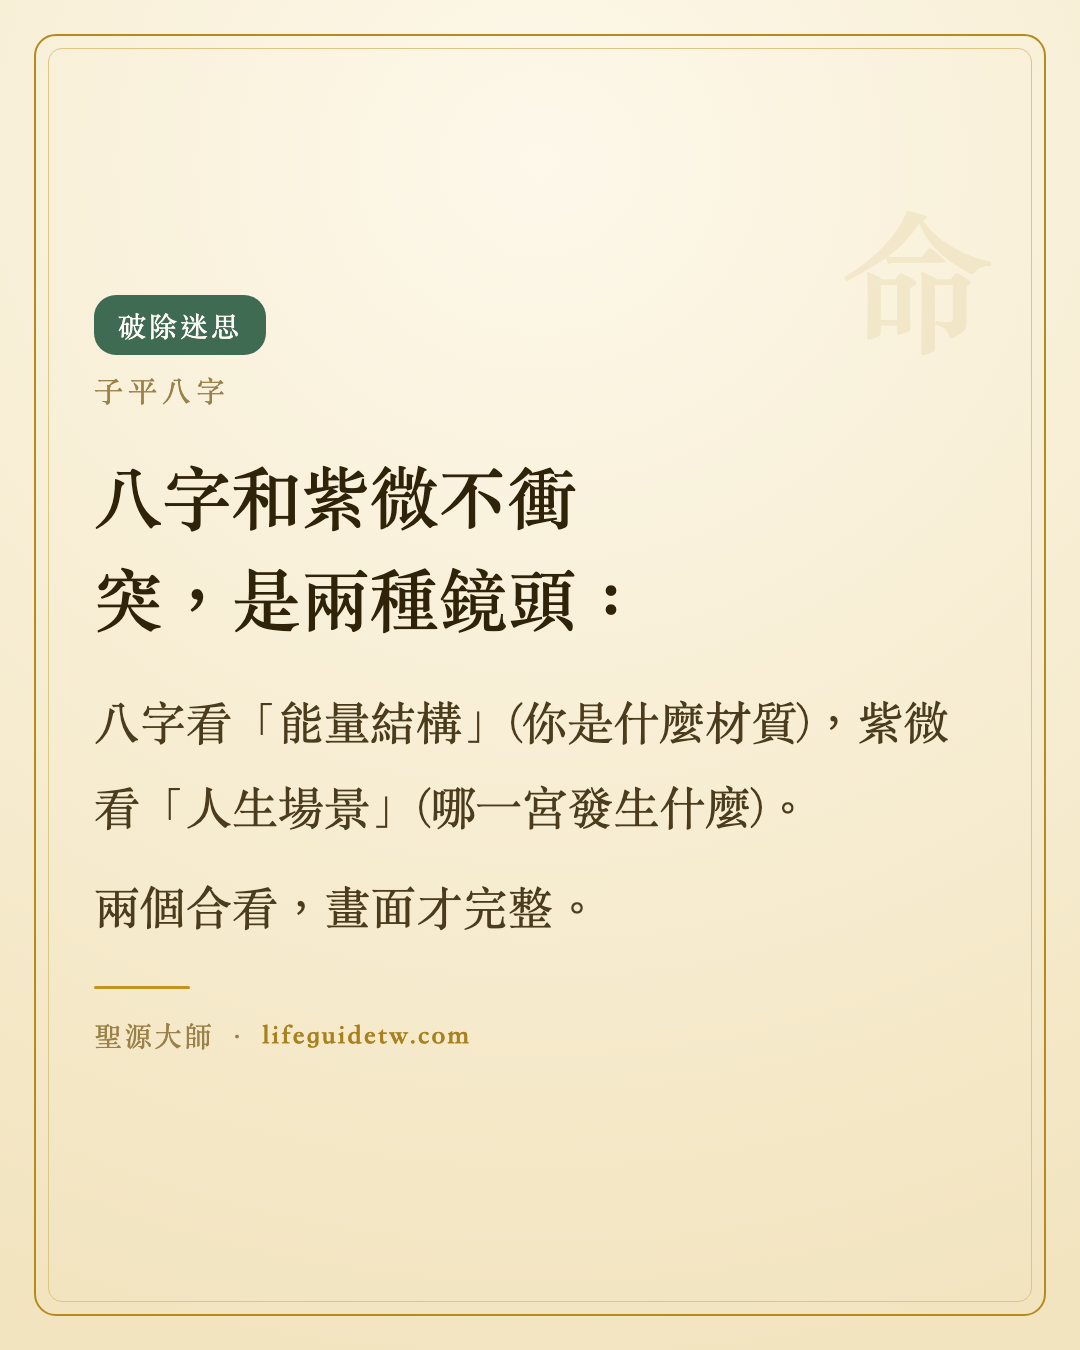 命
破除迷思
子平八字
八字和紫微不衝
突，是兩種鏡頭：
八字看「能量結構」（你是什麼材質），紫微
看「人生場景」（哪一宮發生什麼）。
兩個合看，畫面才完整。
聖源大師 · lifeguidetw.com